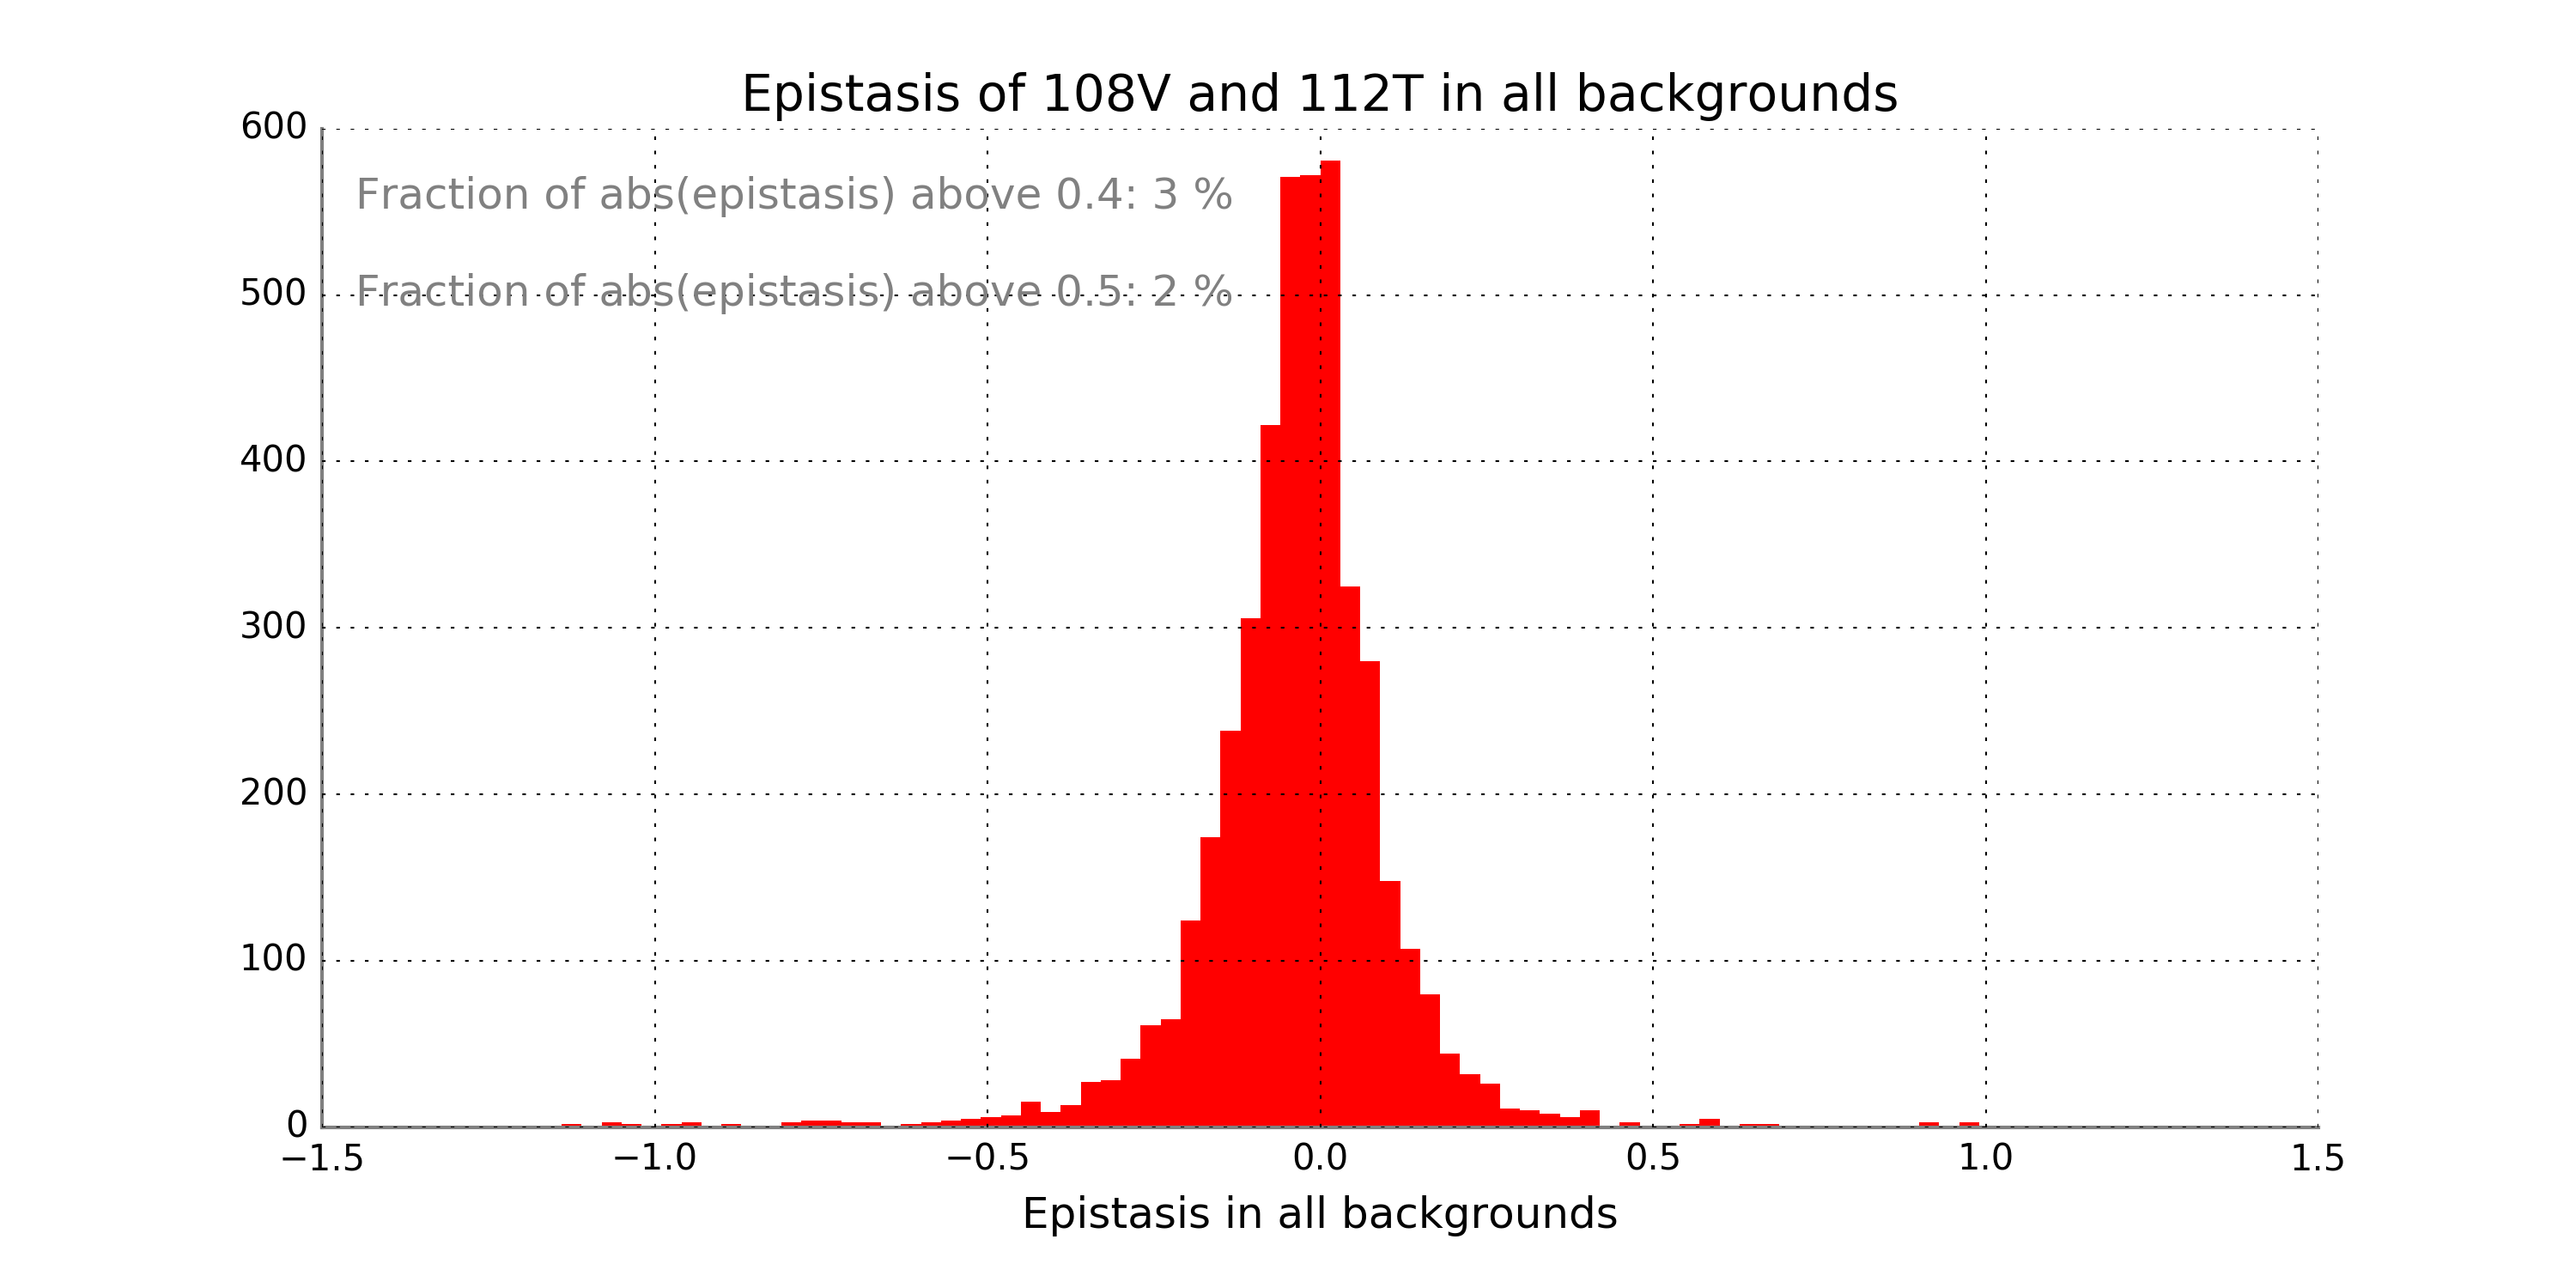 Epistasis of 108V and 112T in all backgrounds
600
Fraction of abs(epistasis) above 0.4: 3 %
500
Fraction of abs(epistasis) above 0.5: 2 %
400
300
200
100
0
−1.5 −1.0 −0.5 0.0 0.5 1.0 1.5
Epistasis in all backgrounds